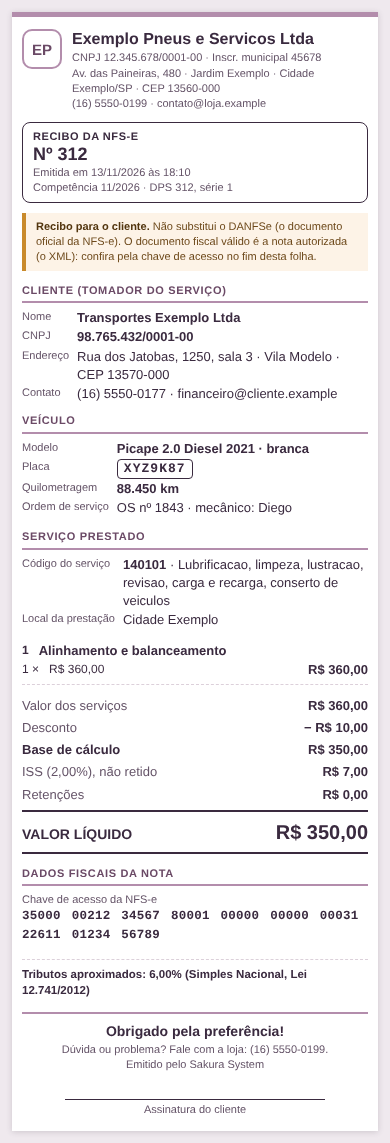 EP
Exemplo Pneus e Servicos Ltda
CNPJ 12.345.678/0001-00 · Inscr. municipal 45678
Av. das Paineiras, 480 · Jardim Exemplo · Cidade
Exemplo/SP · CEP 13560-000
(16) 5550-0199 · contato@loja.example
RECIBO DA NFS-E
Nº 312
Emitida em 13/11/2026 às 18:10
Competência 11/2026 · DPS 312, série 1
Recibo para o cliente. Não substitui o DANFSe (o documento
oficial da NFS-e). O documento fiscal válido é a nota autorizada
(o XML): confira pela chave de acesso no fim desta folha.
CLIENTE (TOMADOR DO SERVIÇO)
Nome Transportes Exemplo Ltda
CNPJ 98.765.432/0001-00
Endereço Rua dos Jatobas, 1250, sala 3 · Vila Modelo ·
CEP 13570-000
Contato (16) 5550-0177 · financeiro@cliente.example
VEÍCULO
Modelo Picape 2.0 Diesel 2021 · branca
Placa XYZ9K87
Quilometragem 88.450 km
Ordem de serviço OS nº 1843 · mecânico: Diego
SERVIÇO PRESTADO
Código do serviço 140101 · Lubrificacao, limpeza, lustracao,
revisao, carga e recarga, conserto de
veiculos
Local da prestação Cidade Exemplo
1 Alinhamento e balanceamento
1 × R$ 360,00 R$ 360,00
Valor dos serviços R$ 360,00
Desconto − R$ 10,00
Base de cálculo R$ 350,00
ISS (2,00%), não retido R$ 7,00
Retenções R$ 0,00
VALOR LÍQUIDO R$ 350,00
DADOS FISCAIS DA NOTA
Chave de acesso da NFS-e
35000 00212 34567 80001 00000 00000 00031
22611 01234 56789
Tributos aproximados: 6,00% (Simples Nacional, Lei
12.741/2012)
Obrigado pela preferência!
Dúvida ou problema? Fale com a loja: (16) 5550-0199.
Emitido pelo Sakura System
Assinatura do cliente